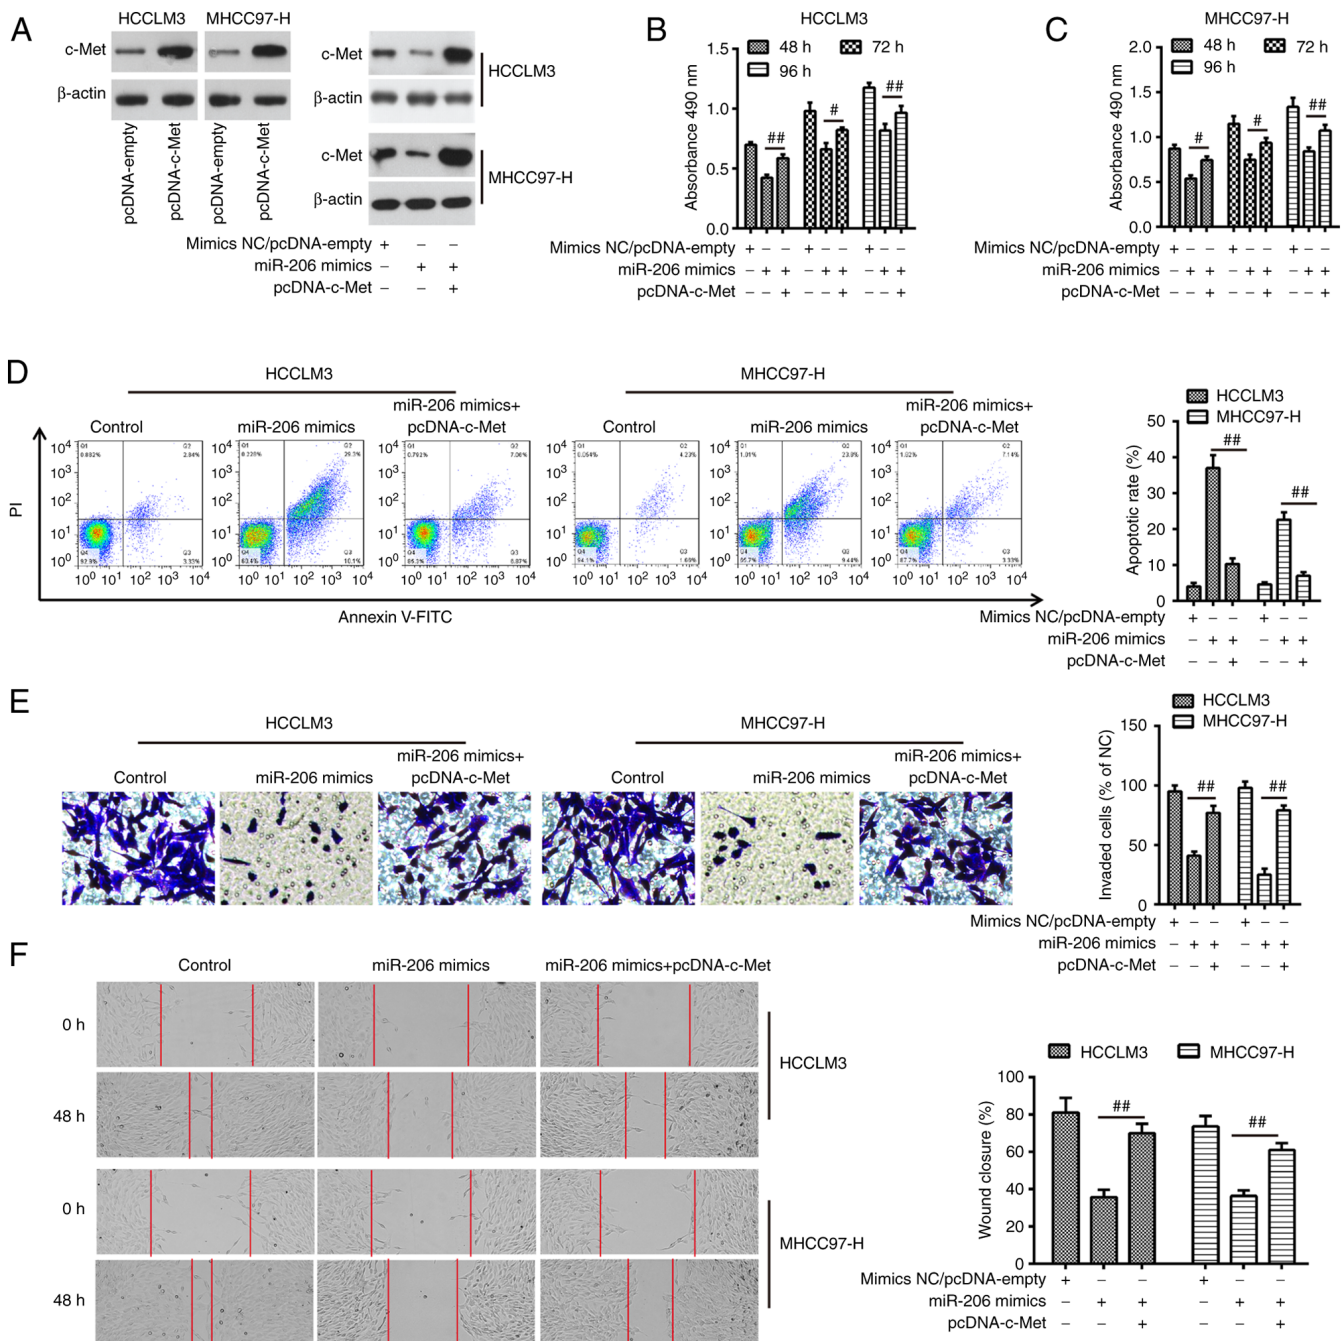 A
HCCLM3
MHCC97-H
c-Met
β-actin
pcDNA-empty
pcDNA-c-Met
pcDNA-empty
pcDNA-c-Met
c-Met
β-actin
HCCLM3
c-Met
β-actin
MHCC97-H
Mimics NC/pcDNA-empty + – –
miR-206 mimics – + +
pcDNA-c-Met – – +
B
HCCLM3
48 h
72 h
96 h
Absorbance 490 nm
1.5
1.0
0.5
0.0
##
#
##
Mimics NC/pcDNA-empty + – – + – – + – –
miR-206 mimics – + + – + + – + +
pcDNA-c-Met – – + – – + – – +
C
MHCC97-H
48 h
72 h
96 h
Absorbance 490 nm
2.0
1.5
1.0
0.5
0.0
#
#
##
Mimics NC/pcDNA-empty + – – + – – + – –
miR-206 mimics – + + – + + – + +
pcDNA-c-Met – – + – – + – – +
D
HCCLM3
MHCC97-H
Control
miR-206 mimics
miR-206 mimics+
pcDNA-c-Met
Control
miR-206 mimics
miR-206 mimics+
pcDNA-c-Met
PI
Annexin V-FITC
HCCLM3
MHCC97-H
Apoptotic rate (%)
50
40
30
20
10
0
##
##
Mimics NC/pcDNA-empty + – – + – –
miR-206 mimics – + + – + +
pcDNA-c-Met – – + – – +
E
HCCLM3
MHCC97-H
Control
miR-206 mimics
miR-206 mimics+
pcDNA-c-Met
Control
miR-206 mimics
miR-206 mimics+
pcDNA-c-Met
HCCLM3
MHCC97-H
Invaded cells (% of NC)
150
100
50
0
##
##
Mimics NC/pcDNA-empty + – – + – –
miR-206 mimics – + + – + +
pcDNA-c-Met – – + – – +
F
Control
miR-206 mimics
miR-206 mimics+pcDNA-c-Met
0 h
48 h
HCCLM3
0 h
48 h
MHCC97-H
HCCLM3
MHCC97-H
Wound closure (%)
100
80
60
40
20
0
##
##
Mimics NC/pcDNA-empty + – – + – –
miR-206 mimics – + + – + +
pcDNA-c-Met – – + – – +